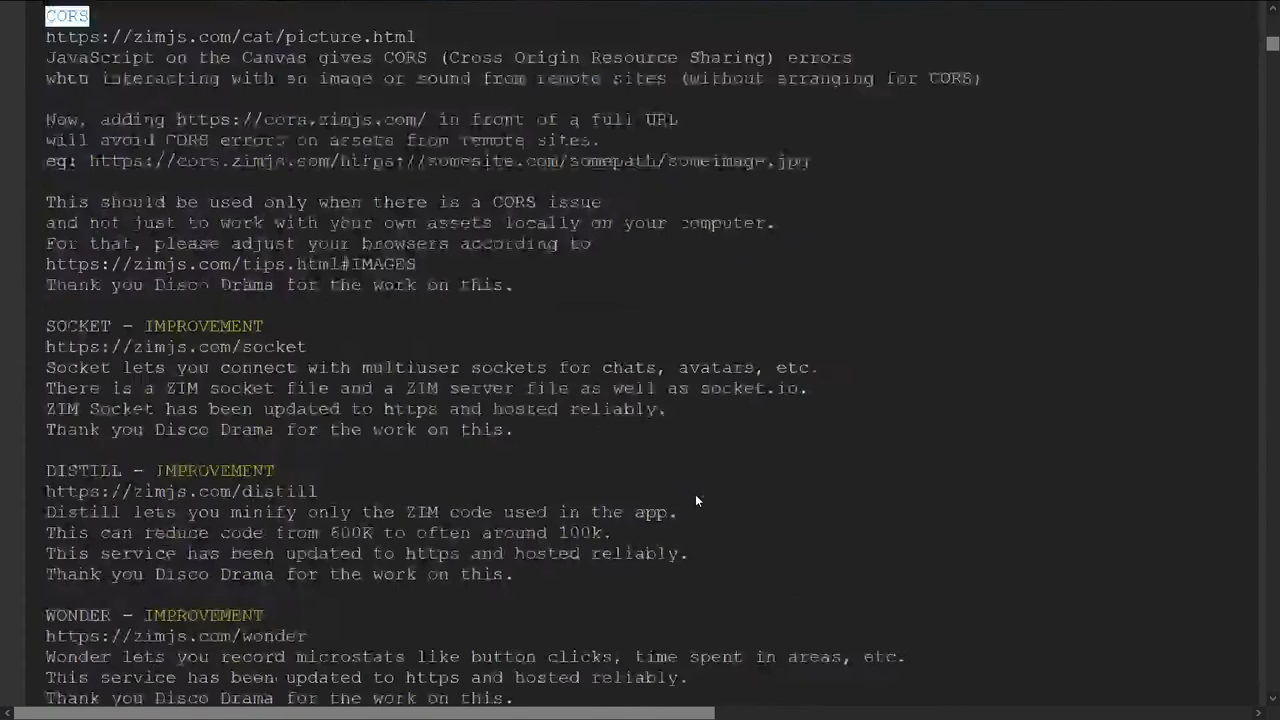 CORS
https://zimjs.com/cat/picture.html
JavaScript on the Canvas gives CORS (Cross Origin Resource Sharing) errors
interacting with an image or sound from remote sites (without arranging for CORS)
Now, adding https://cors.zimjs.com/ in front of a full URL
will avoid CORS errors on assets from remote sites.
eg: https://cors.zimjs.com/https://somesite.com/somepath/someimage.jpg
This should be used only when there is a CORS issue
and not just to work with your own assets locally on your computer.
For that, please adjust your browsers according to
https://zimjs.com/tips.html#IMAGES
Thank you Disco Drama for the work on this.
SOCKET - IMPROVEMENT
https://zimjs.com/socket
Socket lets you connect with multiuser sockets for chats, avatars, etc.
There is a ZIM socket file and a ZIM server file as well as socket.io.
ZIM Socket has been updated to https and hosted reliably.
Thank you Disco Drama for the work on this.
DISTILL - IMPROVEMENT
https://zimjs.com/distill
Distill lets you minify only the ZIM code used in the app.
This can reduce code from 600K to often around 100k.
This service has been updated to https and hosted reliably.
Thank you Disco Drama for the work on this.
WONDER - IMPROVEMENT
https://zimjs.com/wonder
Wonder lets you record microstats like button clicks, time spent in areas, etc.
This service has been updated to https and hosted reliably.
Thank you Disco Drama for the work on this.